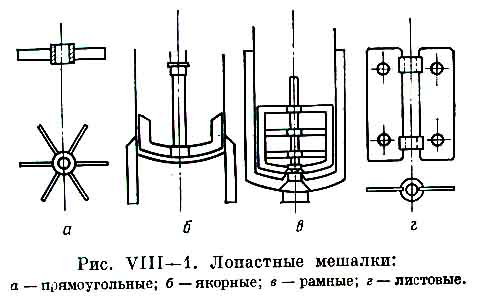 а б в г
Рис. VIII—1. Лопастные мешалки:
а — прямоугольные; б — якорные; в — рамные; г — листовые.